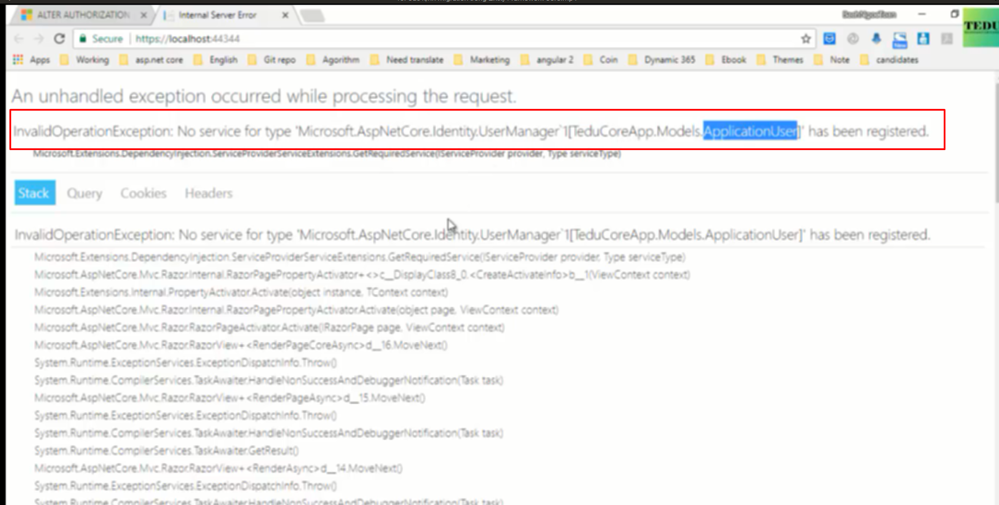 ALTER AUTHORIZATION
Internal Server Error
TEDU
Secure
https://localhost:44344
New
Apps
Working
asp.net core
English
Git repo
Agorithm
Need translate
Marketing
angular 2
Coin
Dynamic 365
Ebook
Themes
Note
candidates
An unhandled exception occurred while processing the request.
InvalidOperationException: No service for type 'Microsoft.AspNetCore.Identity.UserManager`1[TeduCoreApp.Models.ApplicationUser]' has been registered.
Microsoft.Extensions.DependencyInjection.ServiceProviderServiceExtensions.GetRequiredService(IServiceProvider provider, Type serviceType)
Stack
Query
Cookies
Headers
InvalidOperationException: No service for type 'Microsoft.AspNetCore.Identity.UserManager`1[TeduCoreApp.Models.ApplicationUser]' has been registered.
Microsoft.Extensions.DependencyInjection.ServiceProviderServiceExtensions.GetRequiredService(IServiceProvider provider, Type serviceType)
Microsoft.AspNetCore.Mvc.Razor.Internal.RazorPagePropertyActivator+<>c__DisplayClass8_0.<CreateActivateInfo>b__1(ViewContext context)
Microsoft.Extensions.Internal.PropertyActivator.Activate(object instance, TContext context)
Microsoft.AspNetCore.Mvc.Razor.Internal.RazorPagePropertyActivator.Activate(object page, ViewContext context)
Microsoft.AspNetCore.Mvc.Razor.RazorPageActivator.Activate(IRazorPage page, ViewContext context)
Microsoft.AspNetCore.Mvc.Razor.RazorView+<RenderPageCoreAsync>d__16.MoveNext()
System.Runtime.ExceptionServices.ExceptionDispatchInfo.Throw()
System.Runtime.CompilerServices.TaskAwaiter.HandleNonSuccessAndDebuggerNotification(Task task)
Microsoft.AspNetCore.Mvc.Razor.RazorView+<RenderPageAsync>d__15.MoveNext()
System.Runtime.ExceptionServices.ExceptionDispatchInfo.Throw()
System.Runtime.CompilerServices.TaskAwaiter.HandleNonSuccessAndDebuggerNotification(Task task)
System.Runtime.CompilerServices.TaskAwaiter.GetResult()
Microsoft.AspNetCore.Mvc.Razor.RazorView+<RenderAsync>d__14.MoveNext()
System.Runtime.ExceptionServices.ExceptionDispatchInfo.Throw()
System.Runtime.CompilerServices.TaskAwaiter.HandleNonSuccessAndDebuggerNotification(Task task)